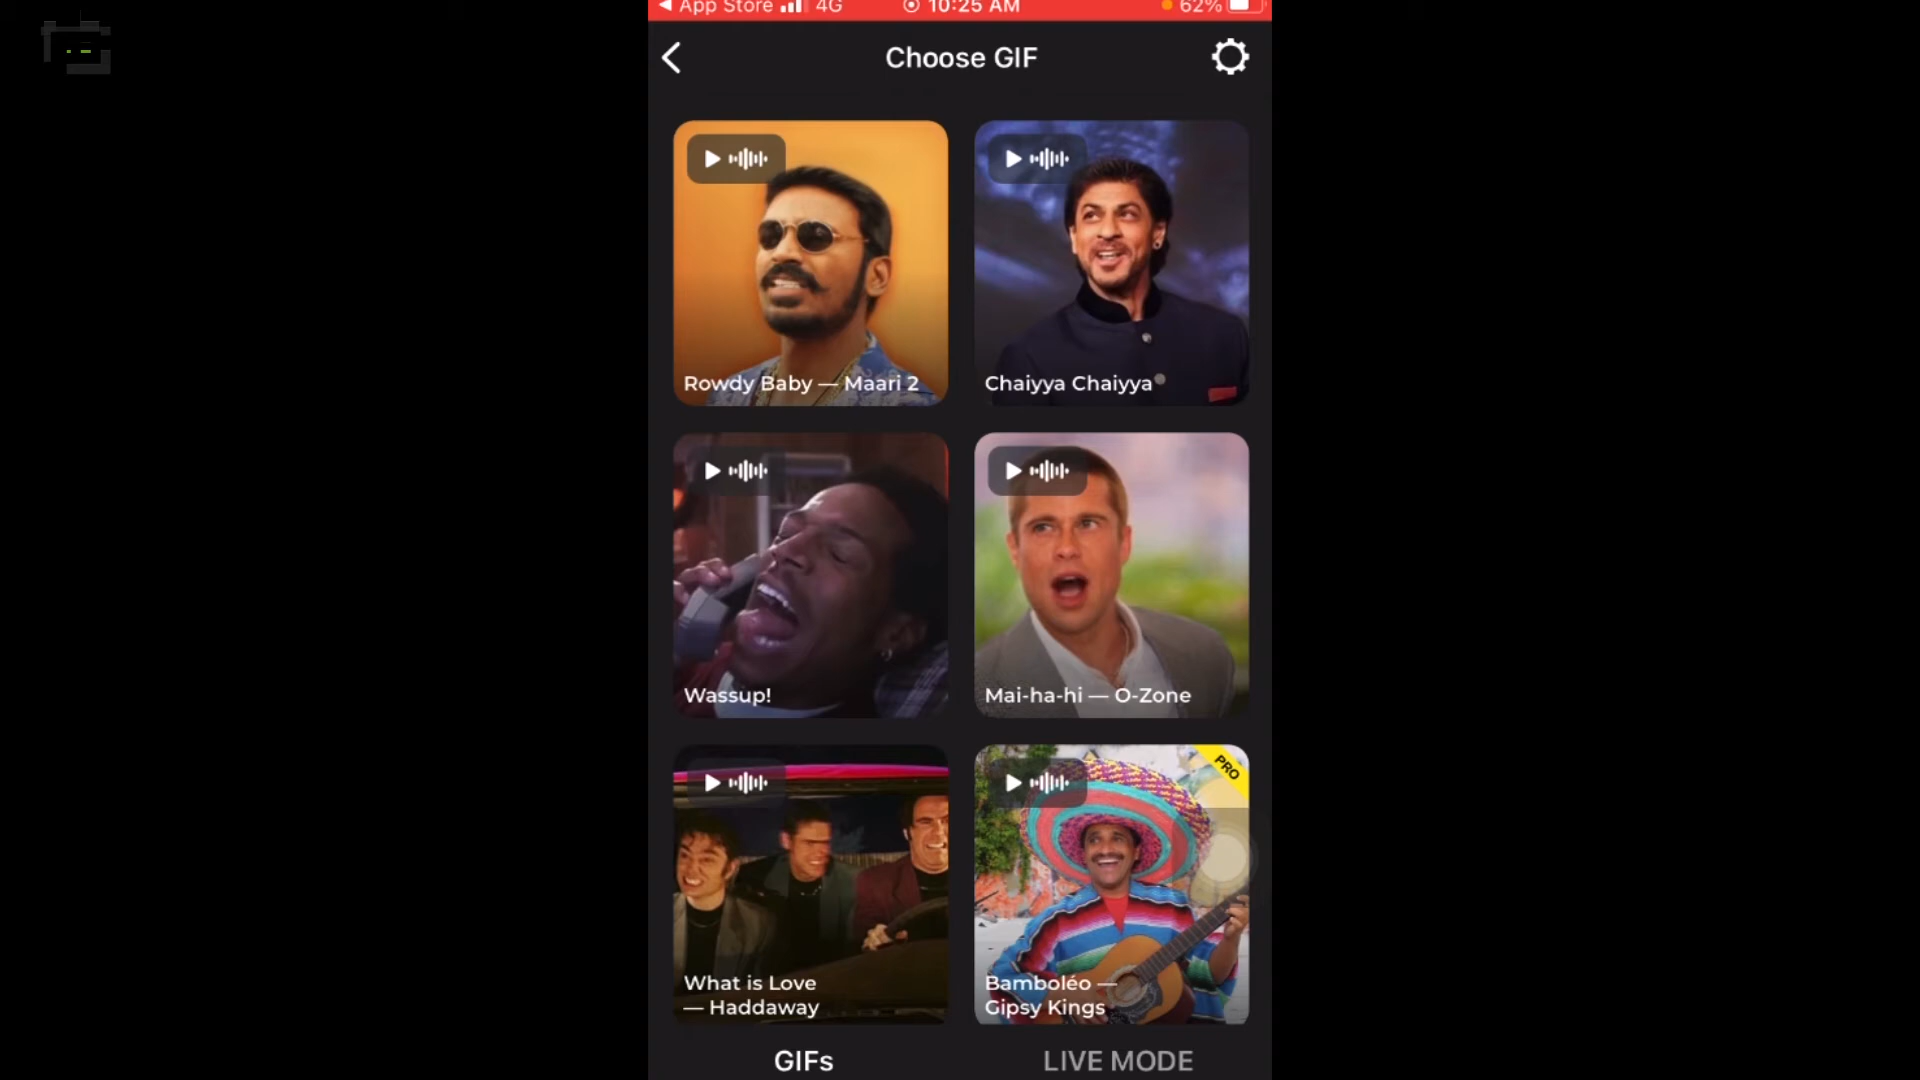 App Store 4G 10:25 AM 62%
Choose GIF
Rowdy Baby — Maari 2
Chaiyya Chaiyya
Wassup!
Mai-ha-hi — O-Zone
PRO
What is Love
— Haddaway
Bamboléo —
Gipsy Kings
GIFs
LIVE MODE